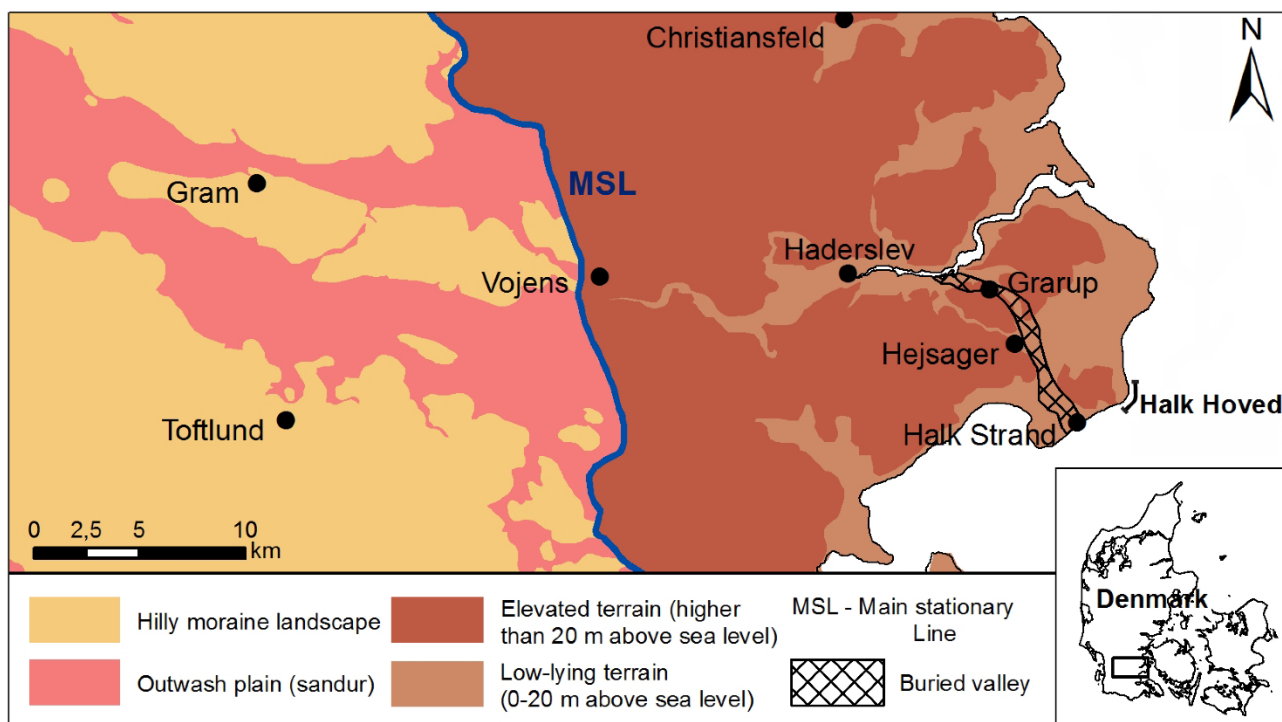 Christiansfeld
N
Gram
MSL
Haderslev
Vojens
Grarup
Hejsager
Halk Hoved
Toftlund
Halk Strand
0 2,5 5 10
km
Denmark
Hilly moraine landscape
Outwash plain (sandur)
Elevated terrain (higher
than 20 m above sea level)
Low-lying terrain
(0-20 m above sea level)
MSL - Main stationary
Line
Buried valley